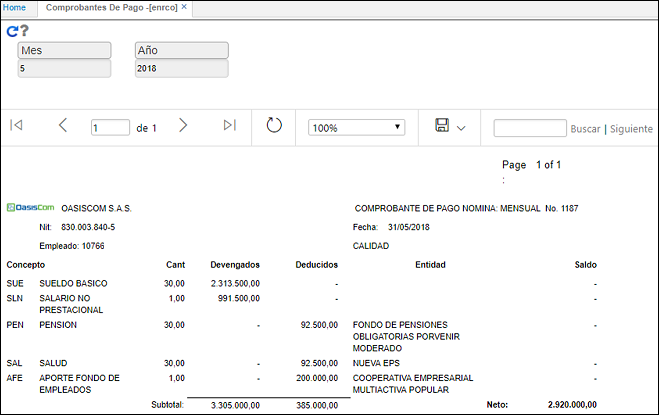 Home Comprobantes De Pago -[enrco] ×
?
Mes Año
5 2018
1 de 1 100% Buscar | Siguiente
Page 1 of 1
:
OasisCom OASISCOM S.A.S. COMPROBANTE DE PAGO NOMINA: MENSUAL No. 1187
Nit: 830.003.840-5 Fecha: 31/05/2018
Empleado: 10766 CALIDAD
Concepto Cant Devengados Deducidos Entidad Saldo
SUE SUELDO BASICO 30,00 2.313.500,00 - -
SLN SALARIO NO 1,00 991.500,00 - -
PRESTACIONAL
PEN PENSION 30,00 - 92.500,00 FONDO DE PENSIONES -
OBLIGATORIAS PORVENIR
MODERADO
SAL SALUD 30,00 - 92.500,00 NUEVA EPS -
AFE APORTE FONDO DE 1,00 - 200.000,00 COOPERATIVA EMPRESARIAL -
EMPLEADOS MULTIACTIVA POPULAR
Subtotal: 3.305.000,00 385.000,00 Neto: 2.920.000,00